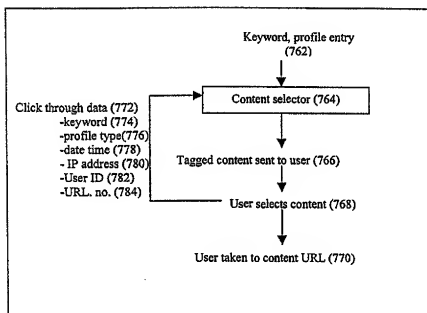 Keyword, profile entry
(762)
Content selector (764)
Click through data (772)
-keyword (774)
-profile type(776)
-date time (778)
- IP address (780)
-User ID (782)
-URL. no. (784)
Tagged content sent to user (766)
User selects content (768)
User taken to content URL (770)